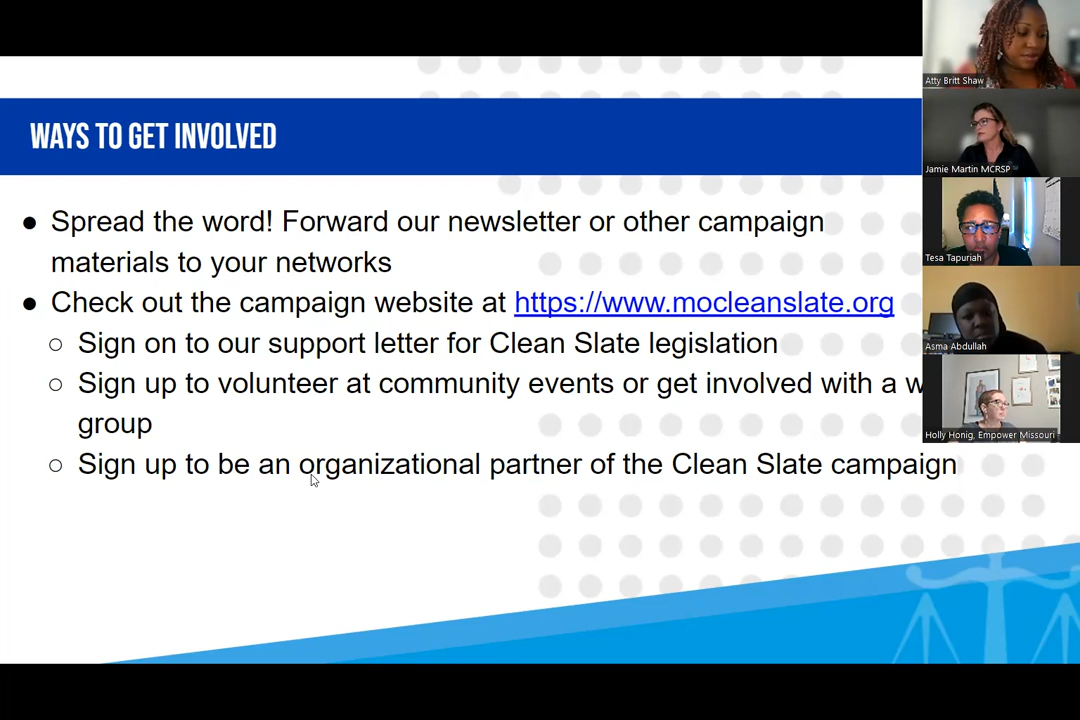 WAYS TO GET INVOLVED
● Spread the word! Forward our newsletter or other campaign
materials to your networks
● Check out the campaign website at https://www.mocleanslate.org
○ Sign on to our support letter for Clean Slate legislation
○ Sign up to volunteer at community events or get involved with a w
group
○ Sign up to be an organizational partner of the Clean Slate campaign
Atty Britt Shaw
Jamie Martin MCRSP
Tesa Tapuriah
Asma Abdullah
Holly Honig, Empower Missouri